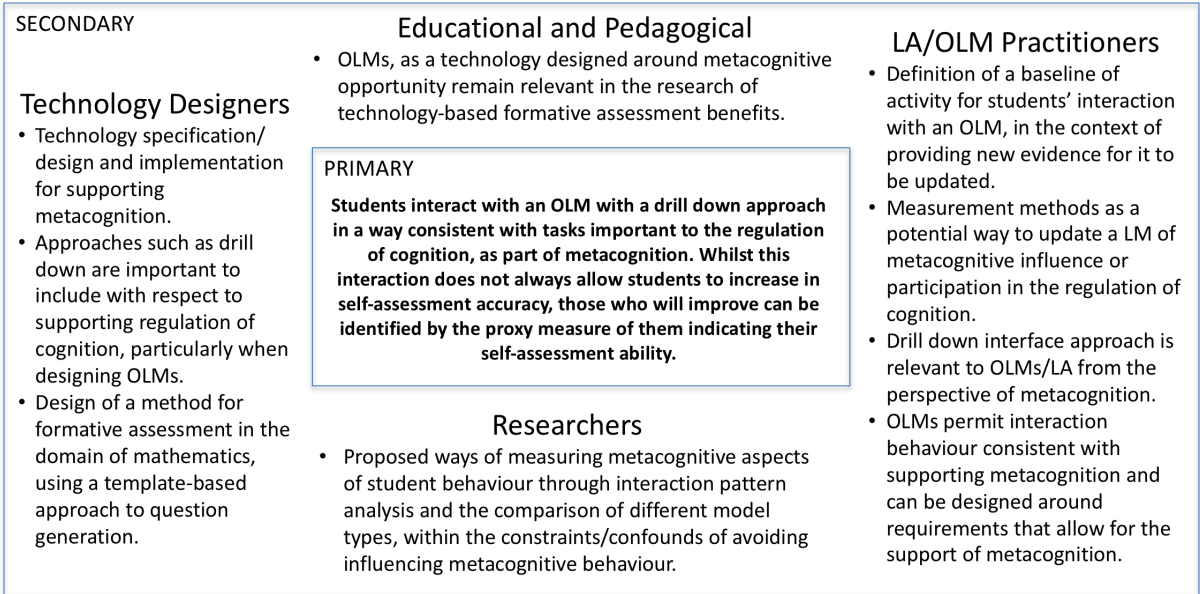 SECONDARY
Technology Designers
• Technology specification/
design and implementation
for supporting
metacognition.
• Approaches such as drill
down are important to
include with respect to
supporting regulation of
cognition, particularly when
designing OLMs.
• Design of a method for
formative assessment in the
domain of mathematics,
using a template-based
approach to question
generation.
Educational and Pedagogical
• OLMs, as a technology designed around metacognitive
opportunity remain relevant in the research of
technology-based formative assessment benefits.
PRIMARY
Students interact with an OLM with a drill down approach
in a way consistent with tasks important to the regulation
of cognition, as part of metacognition. Whilst this
interaction does not always allow students to increase in
self-assessment accuracy, those who will improve can be
identified by the proxy measure of them indicating their
self-assessment ability.
Researchers
• Proposed ways of measuring metacognitive aspects
of student behaviour through interaction pattern
analysis and the comparison of different model
types, within the constraints/confounds of avoiding
influencing metacognitive behaviour.
LA/OLM Practitioners
• Definition of a baseline of
activity for students’ interaction
with an OLM, in the context of
providing new evidence for it to
be updated.
• Measurement methods as a
potential way to update a LM of
metacognitive influence or
participation in the regulation of
cognition.
• Drill down interface approach is
relevant to OLMs/LA from the
perspective of metacognition.
• OLMs permit interaction
behaviour consistent with
supporting metacognition and
can be designed around
requirements that allow for the
support of metacognition.